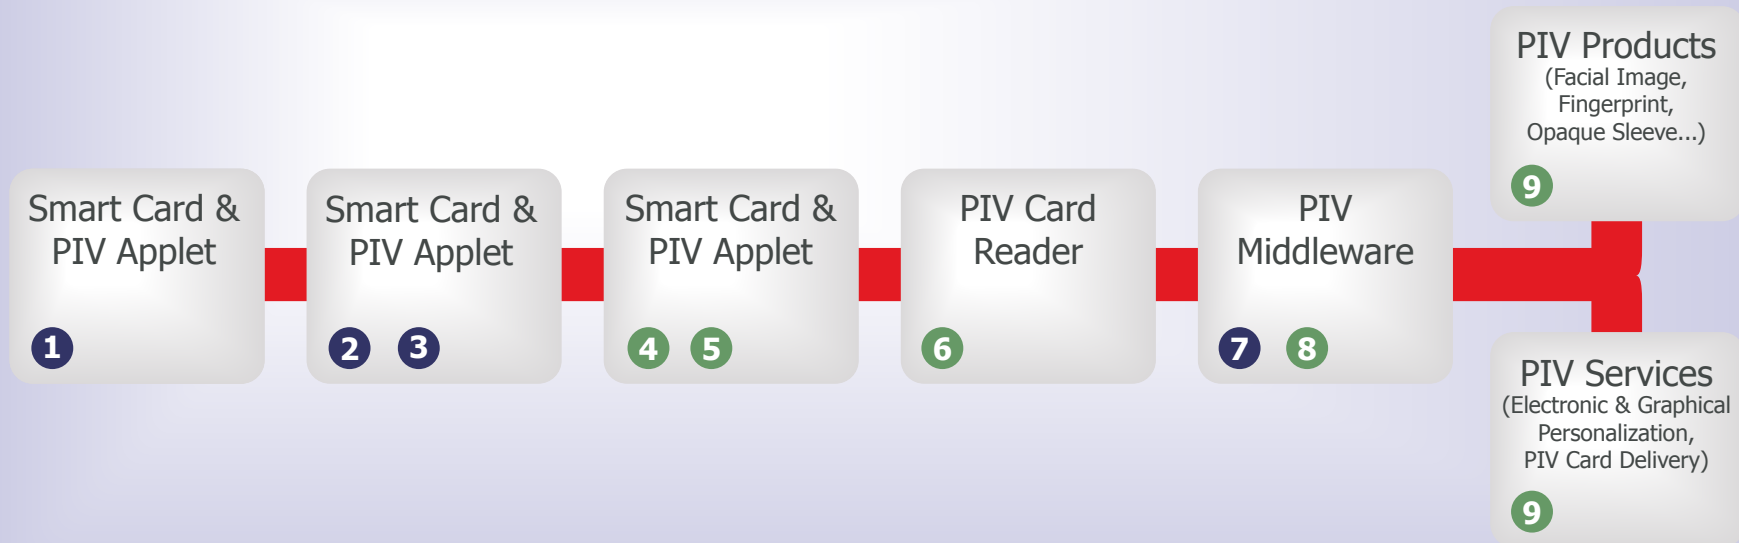 Smart Card &
PIV Applet
1
Smart Card &
PIV Applet
2 3
Smart Card &
PIV Applet
4 5
PIV Card
Reader
6
PIV
Middleware
7 8
PIV Products
(Facial Image,
Fingerprint,
Opaque Sleeve...)
9
PIV Services
(Electronic & Graphical
Personalization,
PIV Card Delivery)
9